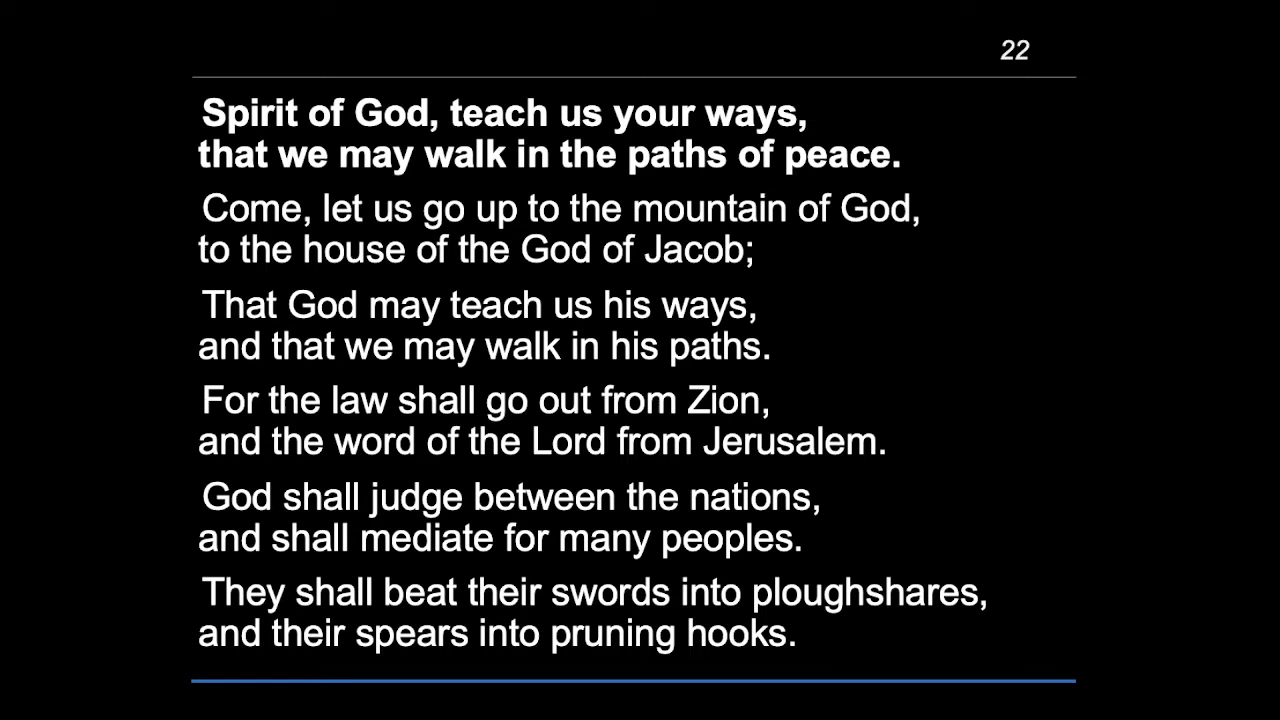 22
Spirit of God, teach us your ways,
that we may walk in the paths of peace.
Come, let us go up to the mountain of God,
to the house of the God of Jacob;
That God may teach us his ways,
and that we may walk in his paths.
For the law shall go out from Zion,
and the word of the Lord from Jerusalem.
God shall judge between the nations,
and shall mediate for many peoples.
They shall beat their swords into ploughshares,
and their spears into pruning hooks.